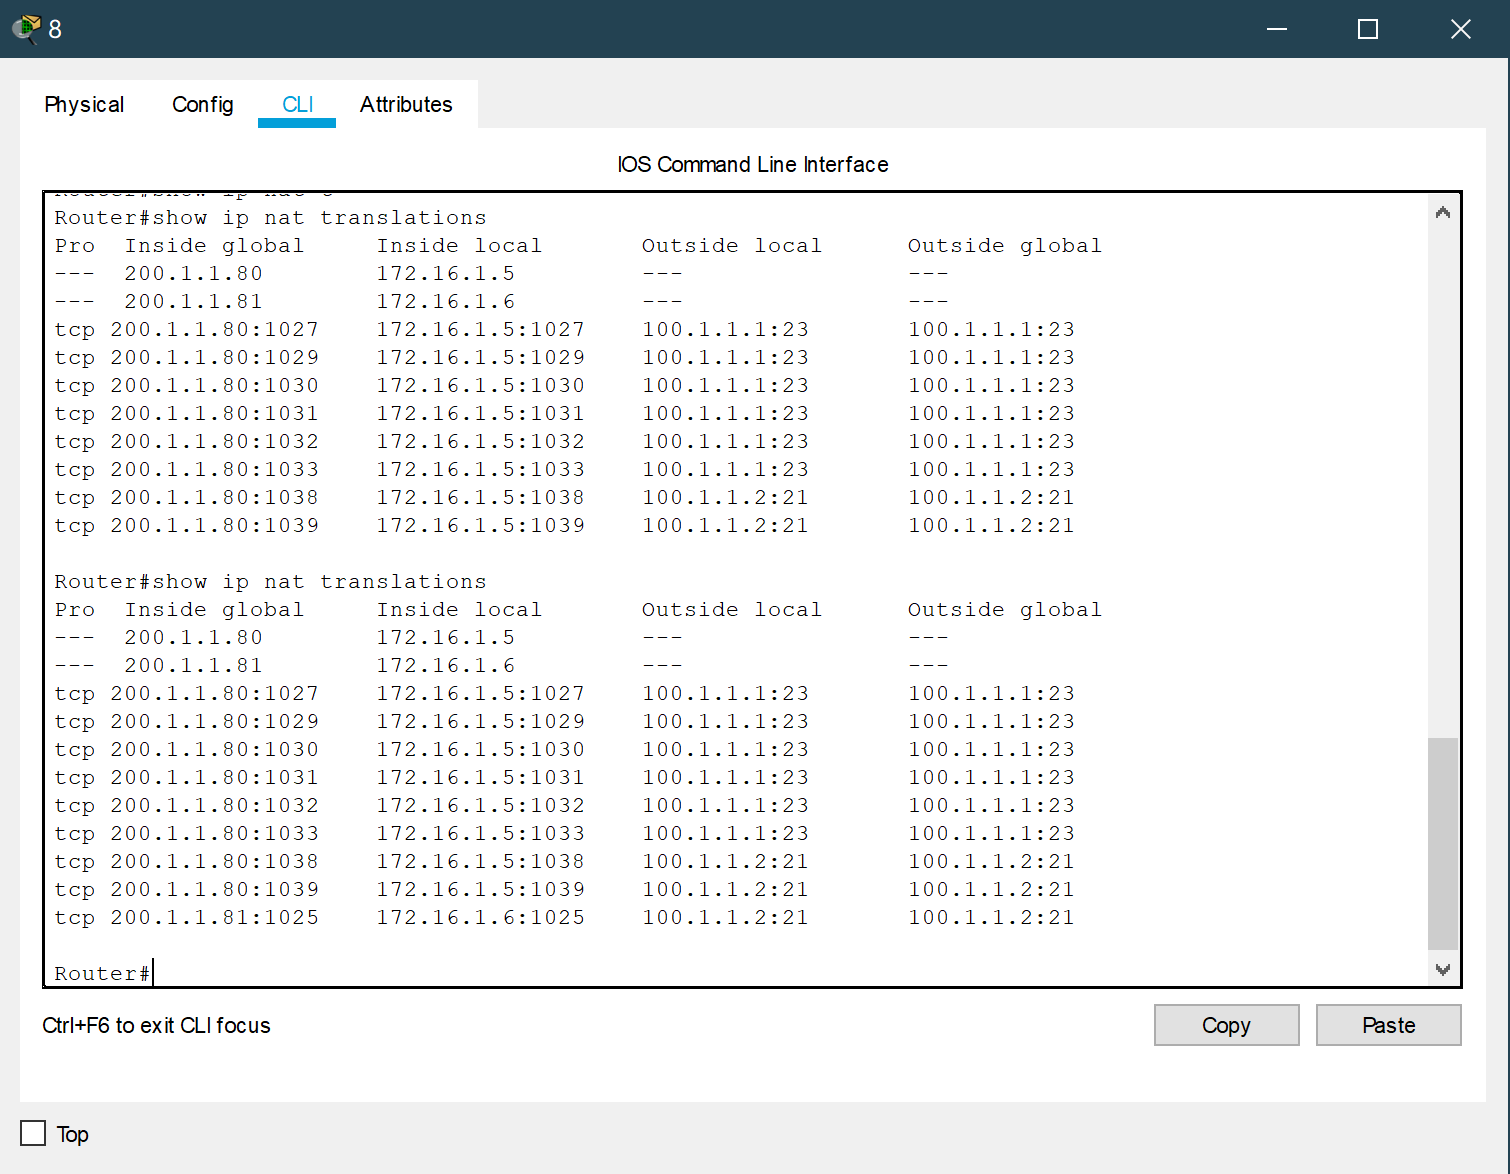 8
Physical Config CLI Attributes
IOS Command Line Interface
Router#show ip nat translations
Pro Inside global Inside local Outside local Outside global
--- 200.1.1.80 172.16.1.5 --- ---
--- 200.1.1.81 172.16.1.6 --- ---
tcp 200.1.1.80:1027 172.16.1.5:1027 100.1.1.1:23 100.1.1.1:23
tcp 200.1.1.80:1029 172.16.1.5:1029 100.1.1.1:23 100.1.1.1:23
tcp 200.1.1.80:1030 172.16.1.5:1030 100.1.1.1:23 100.1.1.1:23
tcp 200.1.1.80:1031 172.16.1.5:1031 100.1.1.1:23 100.1.1.1:23
tcp 200.1.1.80:1032 172.16.1.5:1032 100.1.1.1:23 100.1.1.1:23
tcp 200.1.1.80:1033 172.16.1.5:1033 100.1.1.1:23 100.1.1.1:23
tcp 200.1.1.80:1038 172.16.1.5:1038 100.1.1.2:21 100.1.1.2:21
tcp 200.1.1.80:1039 172.16.1.5:1039 100.1.1.2:21 100.1.1.2:21
Router#show ip nat translations
Pro Inside global Inside local Outside local Outside global
--- 200.1.1.80 172.16.1.5 --- ---
--- 200.1.1.81 172.16.1.6 --- ---
tcp 200.1.1.80:1027 172.16.1.5:1027 100.1.1.1:23 100.1.1.1:23
tcp 200.1.1.80:1029 172.16.1.5:1029 100.1.1.1:23 100.1.1.1:23
tcp 200.1.1.80:1030 172.16.1.5:1030 100.1.1.1:23 100.1.1.1:23
tcp 200.1.1.80:1031 172.16.1.5:1031 100.1.1.1:23 100.1.1.1:23
tcp 200.1.1.80:1032 172.16.1.5:1032 100.1.1.1:23 100.1.1.1:23
tcp 200.1.1.80:1033 172.16.1.5:1033 100.1.1.1:23 100.1.1.1:23
tcp 200.1.1.80:1038 172.16.1.5:1038 100.1.1.2:21 100.1.1.2:21
tcp 200.1.1.80:1039 172.16.1.5:1039 100.1.1.2:21 100.1.1.2:21
tcp 200.1.1.81:1025 172.16.1.6:1025 100.1.1.2:21 100.1.1.2:21
Router#
Ctrl+F6 to exit CLI focus
Copy Paste
Top